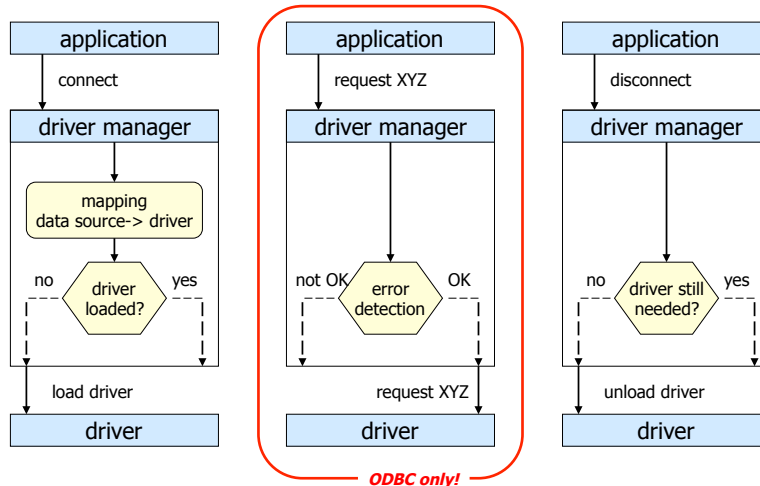 application
connect
driver manager
mapping
data source-> driver
no
driver
loaded?
yes
load driver
driver
application
request XYZ
driver manager
not OK
error
detection
OK
request XYZ
driver
ODBC only!
application
disconnect
driver manager
no
driver still
needed?
yes
unload driver
driver